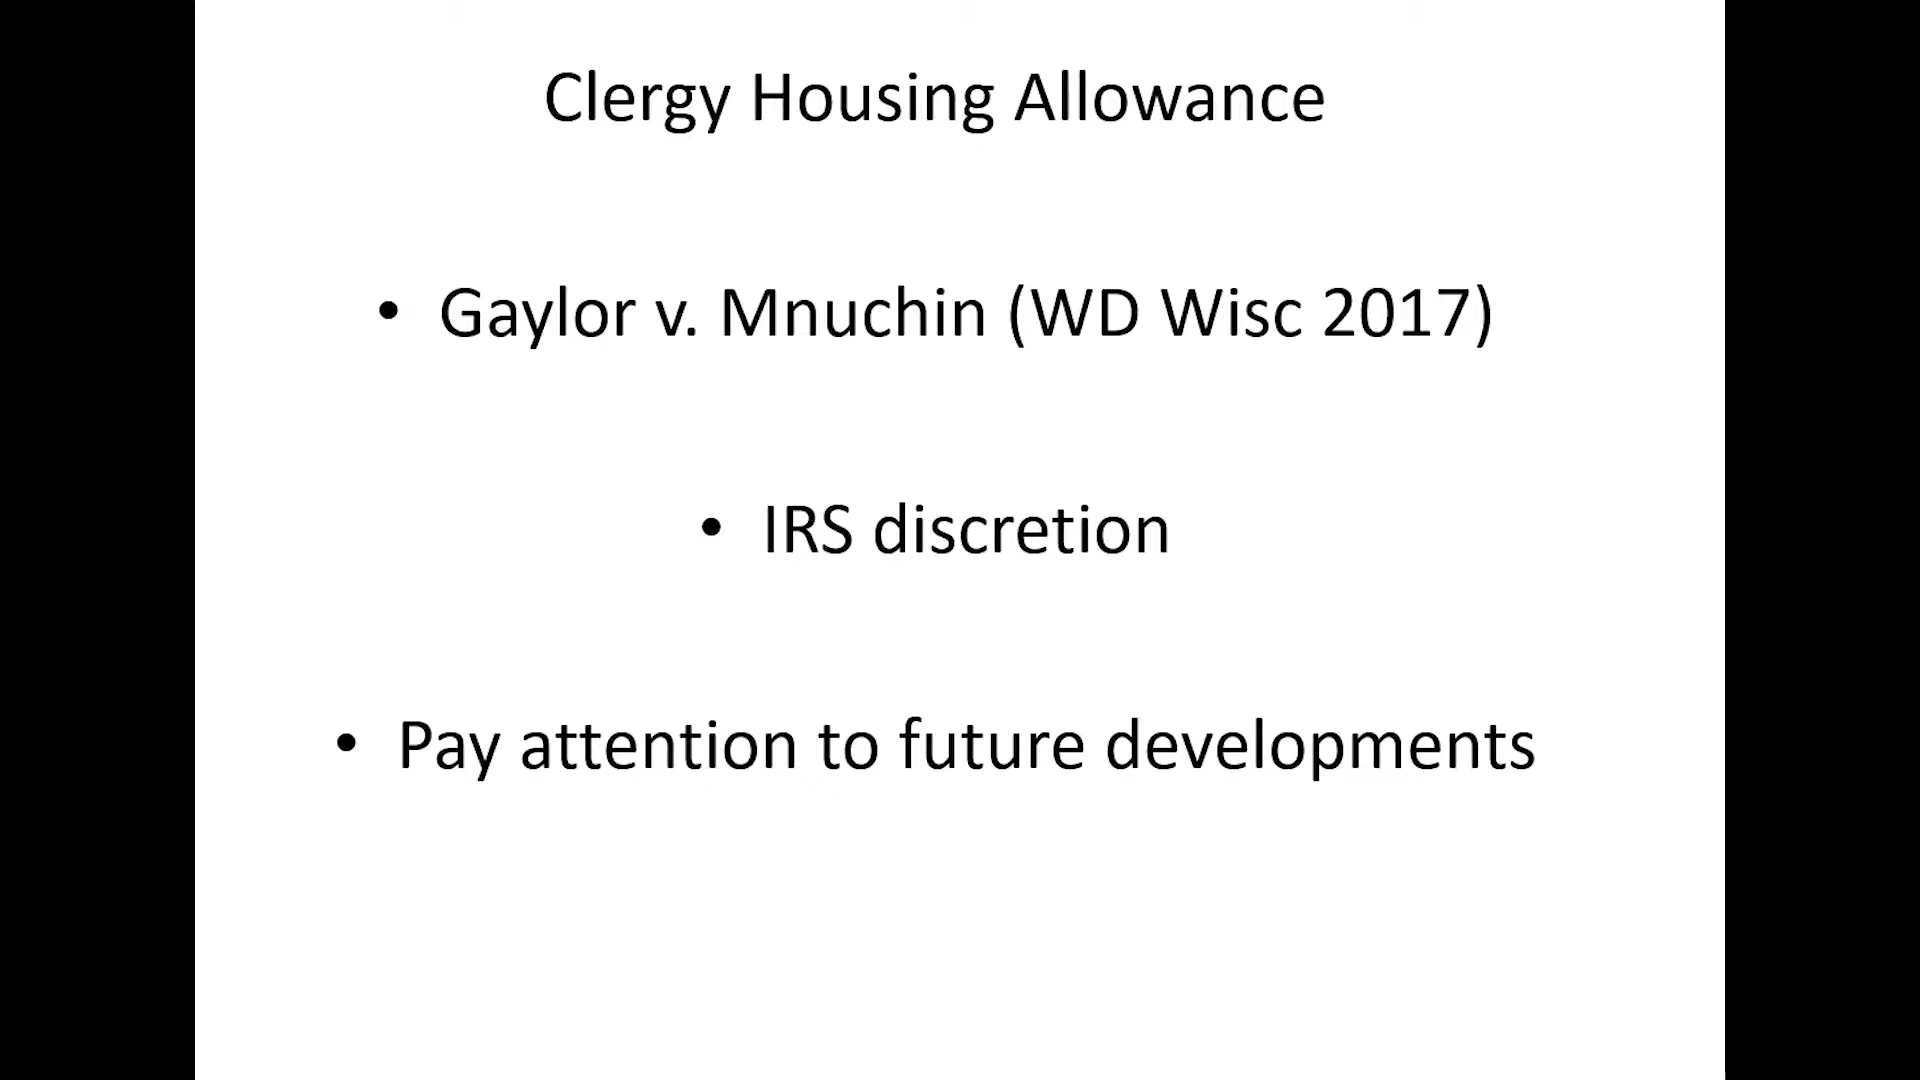 Clergy Housing Allowance
• Gaylor v. Mnuchin (WD Wisc 2017)
• IRS discretion
• Pay attention to future developments